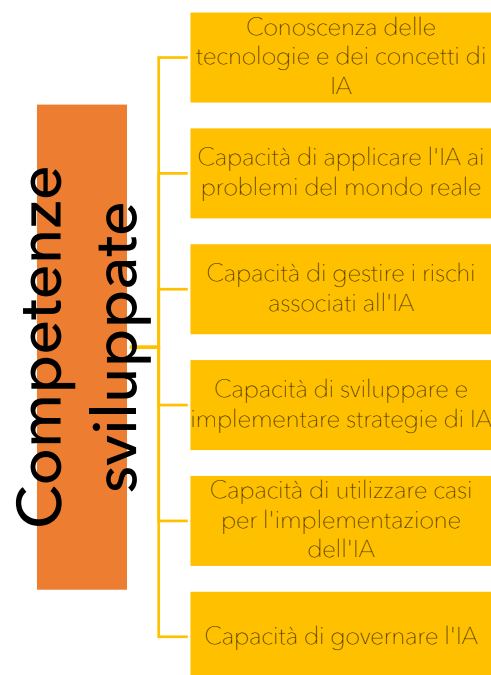 Competenze
sviluppate
Conoscenza delle
tecnologie e dei concetti di
IA
Capacità di applicare l'IA ai
problemi del mondo reale
Capacità di gestire i rischi
associati all'IA
Capacità di sviluppare e
implementare strategie di IA
Capacità di utilizzare casi
per l'implementazione
dell'IA
Capacità di governare l'IA